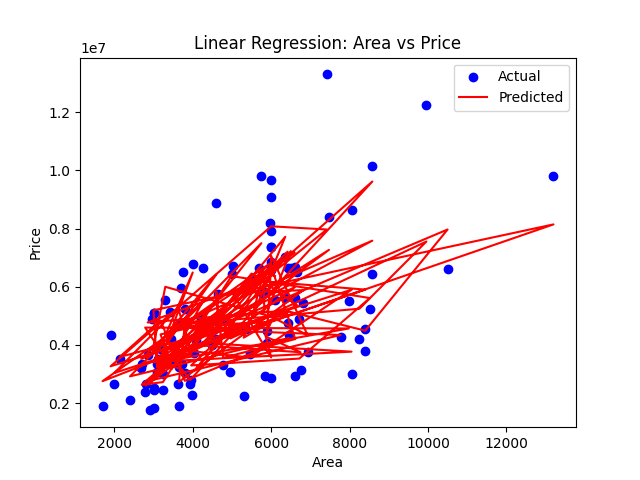 Linear Regression: Area vs Price
1e7
Actual
Predicted
1.2
1.0
0.8
0.6
0.4
0.2
Price
2000 4000 6000 8000 10000 12000
Area